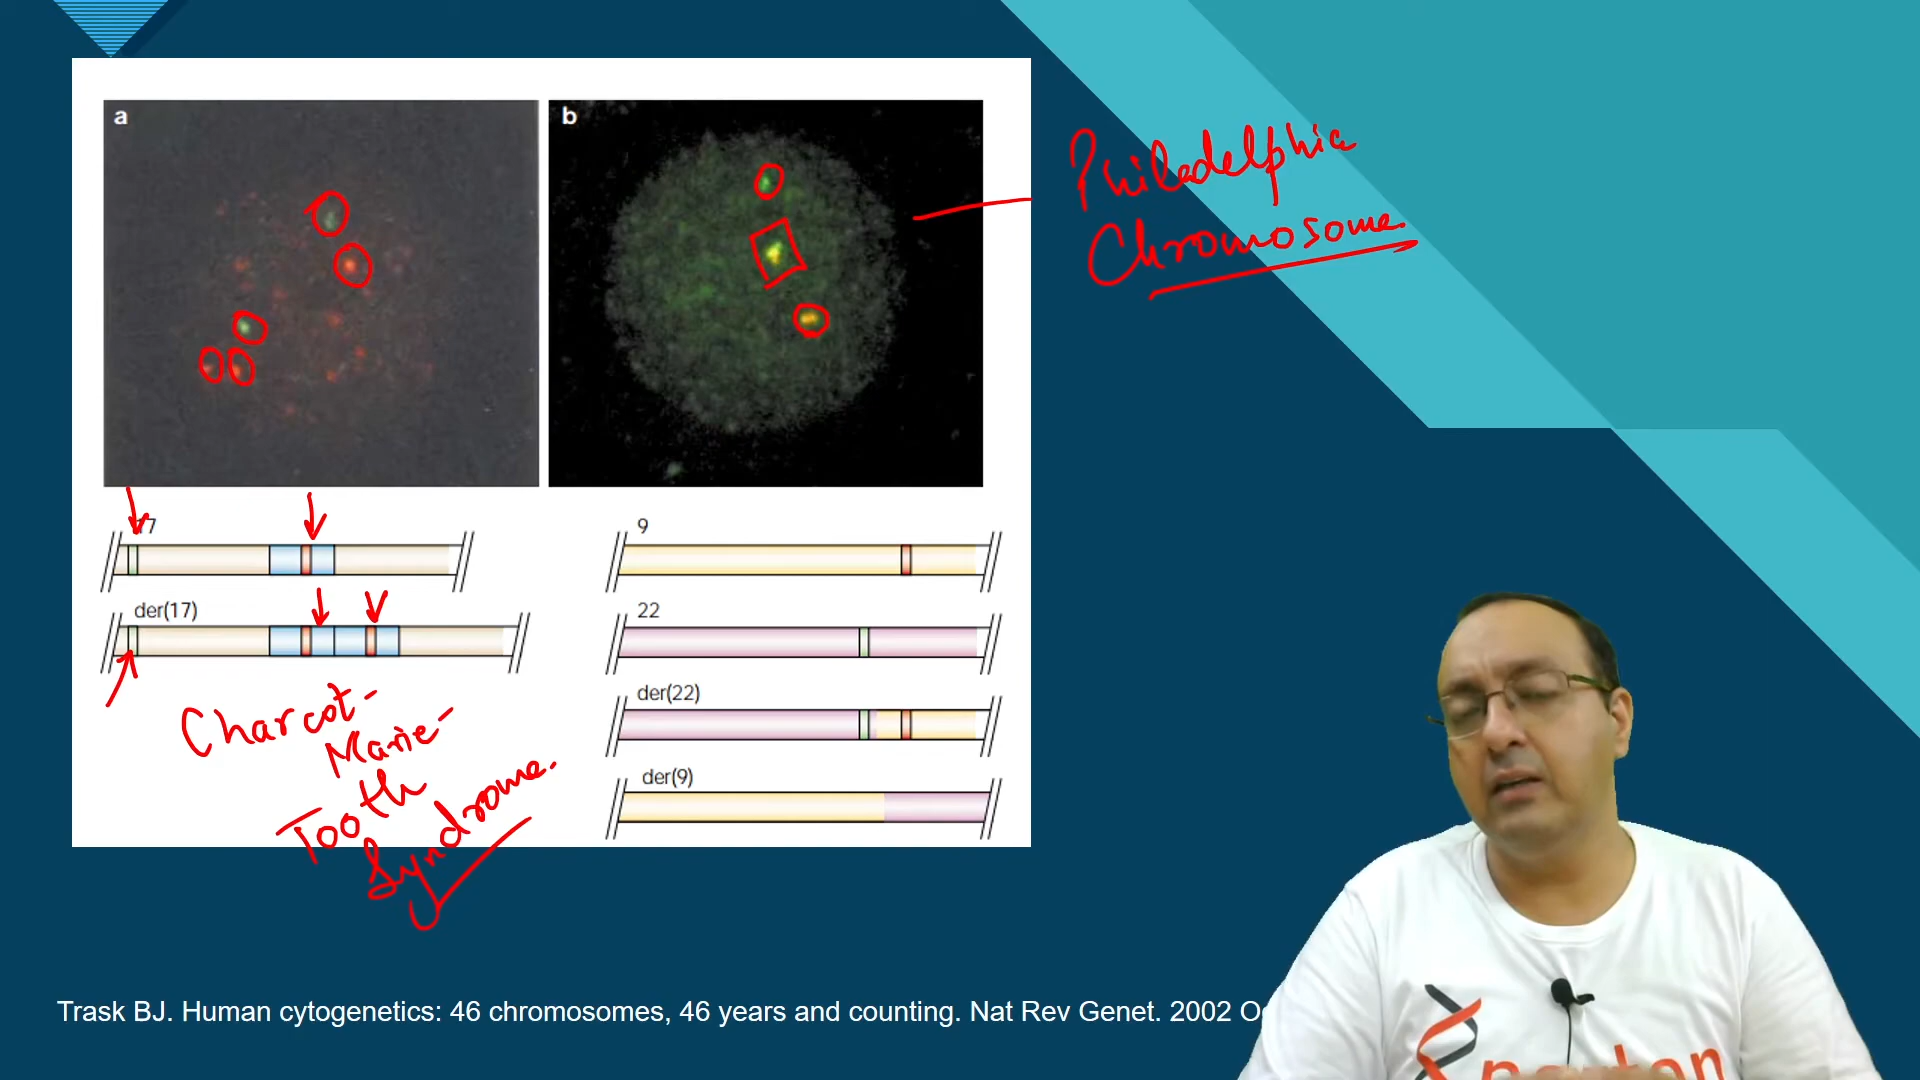 a
b
Philadelphia
Chromosome
17
der(17)
9
22
der(22)
der(9)
Charcot-
Marie-
Tooth
Syndrome.
Trask BJ. Human cytogenetics: 46 chromosomes, 46 years and counting. Nat Rev Genet. 2002